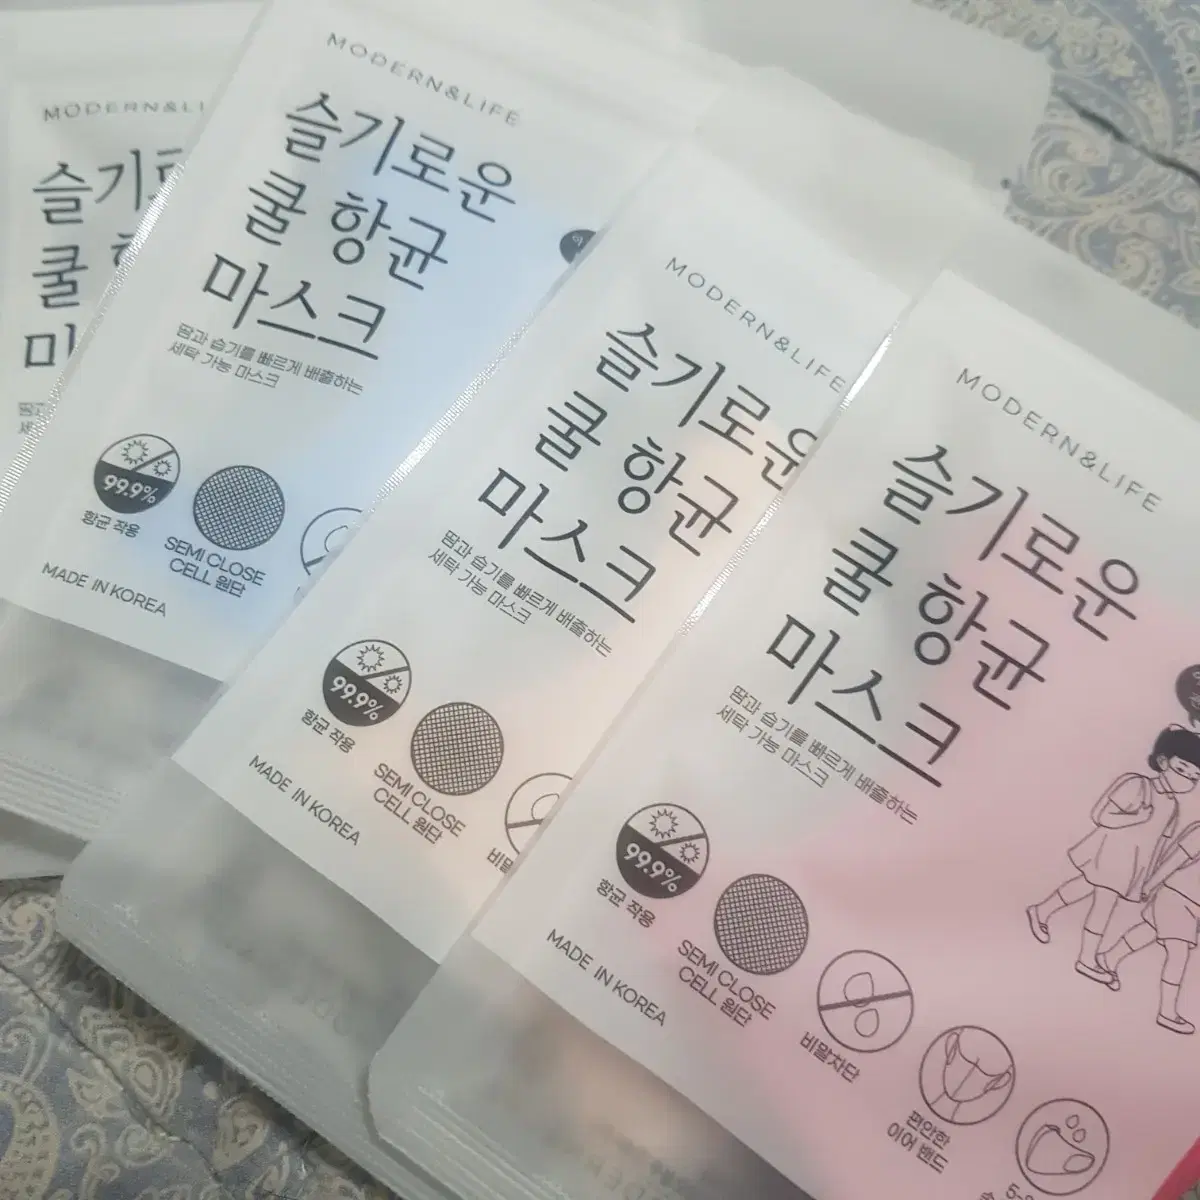 MODERN&LI
슬기
쿨
MODERN&LIFE
슬기로운
쿨 항균
마스크
땀과 습기를 빠르게 배출하는
세탁 가능 마스크
99.9%
항균 작용
SEMI CLOSE
CELL 원단
MADE IN KOREA
MODERN&LIFE
슬기로운
쿨 항균
마스크
땀과 습기를 빠르게 배출하는
세탁 가능 마스크
99.9%
항균 작용
SEMI CLOSE
CELL 원단
비말
MADE IN KOREA
MODERN&LIFE
슬기로운
쿨 항균
마스크
땀과 습기를 빠르게 배출하는
세탁 가능 마스크
99.9%
항균 작용
SEMI CLOSE
CELL 원단
비말차단
편안한
이어 밴드
MADE IN KOREA